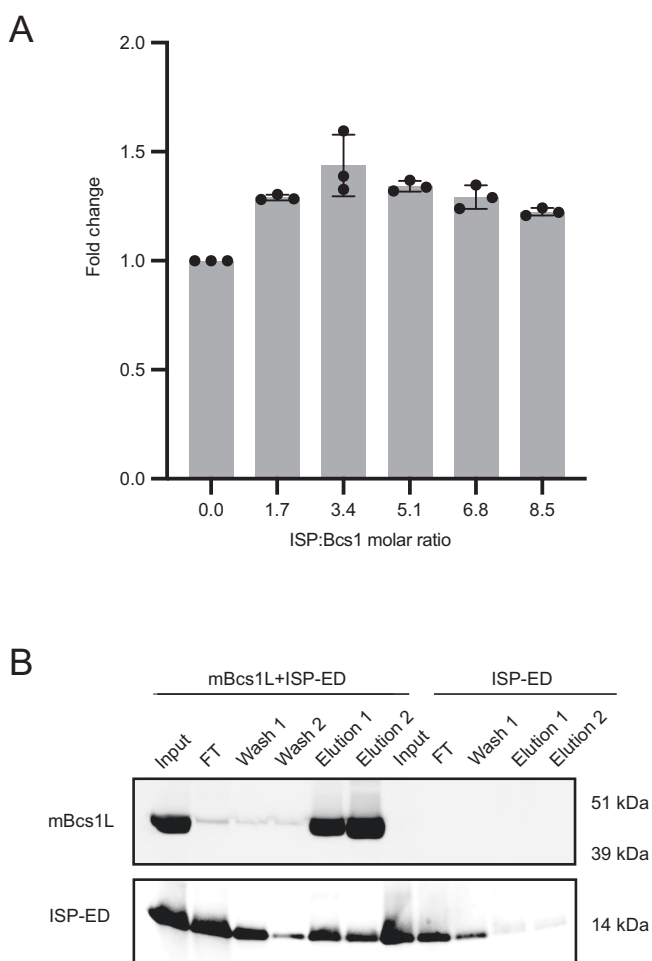 A
2.0
1.5
1.0
0.5
0.0
Fold change
0.0 1.7 3.4 5.1 6.8 8.5
ISP:Bcs1 molar ratio
B
mBcs1L+ISP-ED ISP-ED
Input FT Wash 1 Wash 2 Elution 1 Elution 2 Input FT Wash 1 Elution 1 Elution 2
mBcs1L
51 kDa
39 kDa
ISP-ED
14 kDa